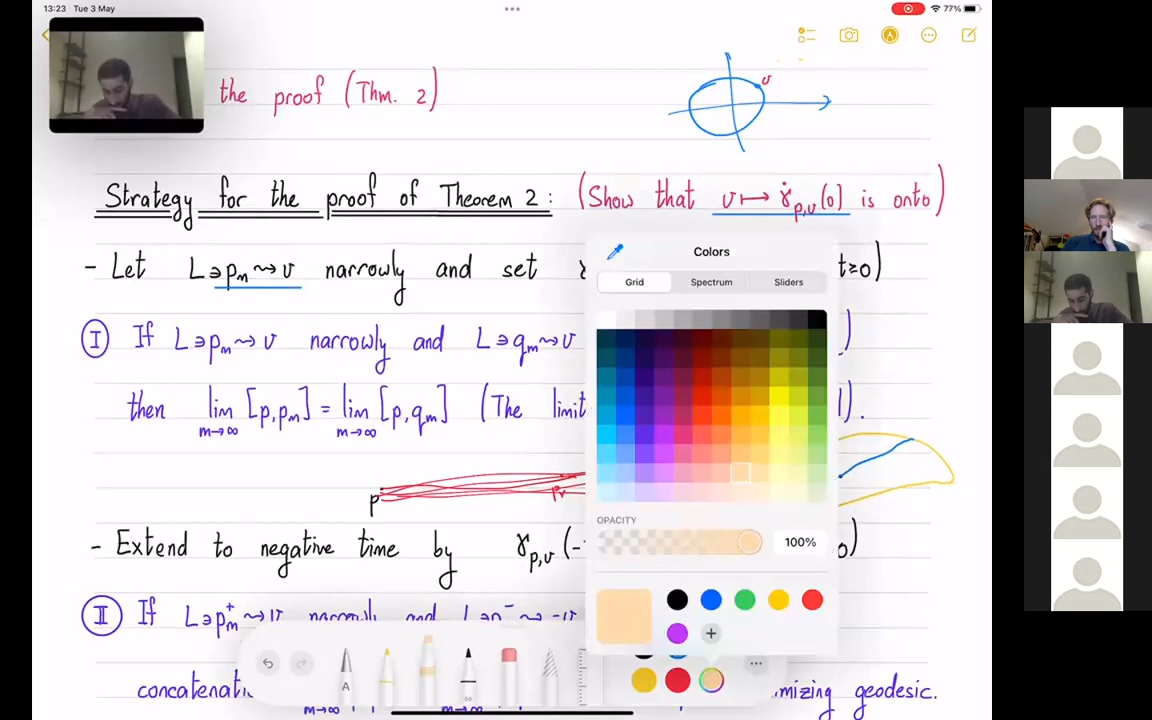 13:23 Tue 3 May
77%
the proof (Thm. 2)
v
Strategy for the proof of Theorem 2: (Show that v ↦ γ̇p,v(0) is onto)
- Let L∋pm⇝v narrowly and set γ t≥0)
Colors
Grid Spectrum Sliders
I If L∋pm⇝v narrowly and L∋qm⇝v )
then lim m→∞ [p,pm] = lim m→∞ [p,qm] (The limit ).
p
OPACITY
100%
- Extend to negative time by γp,v(- 0)
II If L∋pm+⇝v narrowly and L∋
A
concatenati mizing geodesic.
m→∞